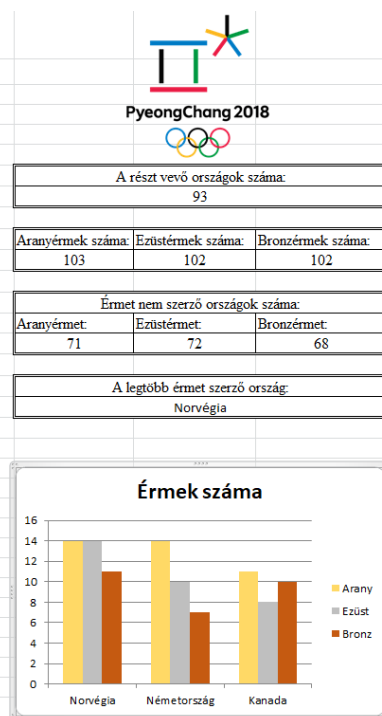 PyeongChang 2018
A részt vevő országok száma:
93
Aranyérmek száma: Ezüstérmek száma: Bronzérmek száma:
103 102 102
Érmet nem szerző országok száma:
Aranyérmet: Ezüstérmet: Bronzérmet:
71 72 68
A legtöbb érmet szerző ország:
Norvégia
Érmek száma
16
14
12
10
8
6
4
2
0
Norvégia Németország Kanada
Arany
Ezüst
Bronz